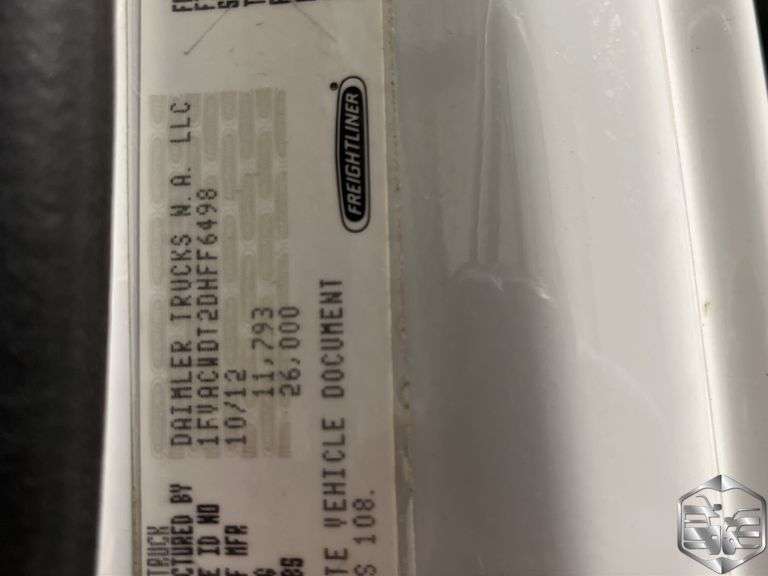 TRUCK
CTURED BY DAIMLER TRUCKS N.A. LLC
E ID NO 1FVACWDT2DHFF6498
F MFR 10/12
G 11,793
BS 26,000
TE VEHICLE DOCUMENT
S 108.
FREIGHTLINER